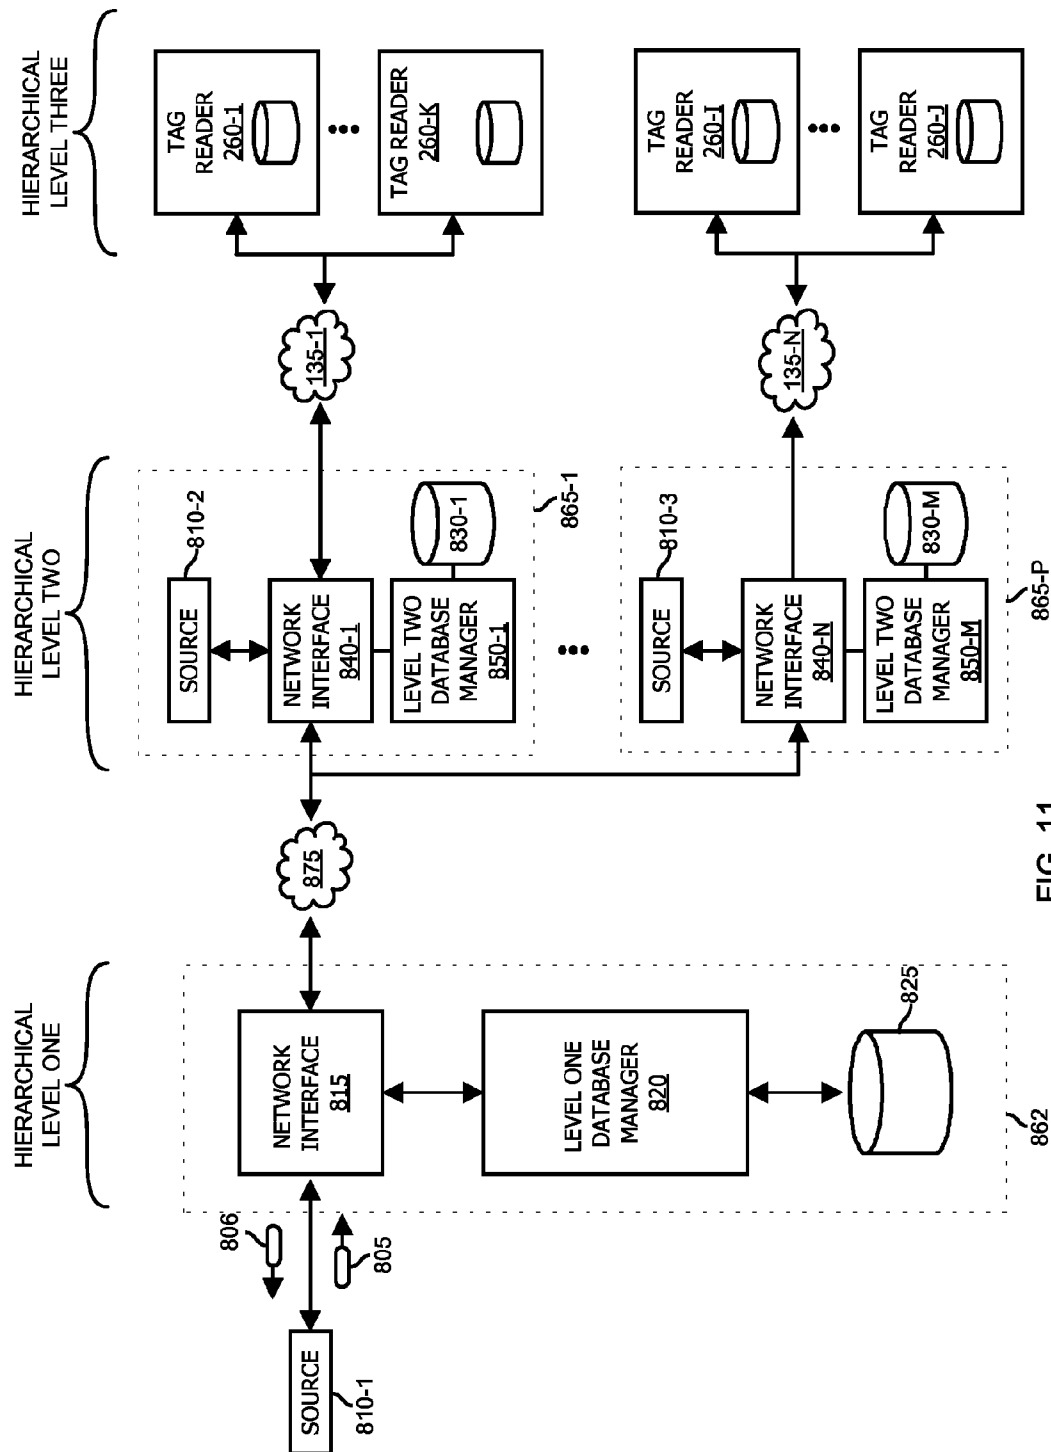 HIERARCHICAL
LEVEL ONE
HIERARCHICAL
LEVEL TWO
HIERARCHICAL
LEVEL THREE
SOURCE
810-1
806
805
NETWORK
INTERFACE
815
LEVEL ONE
DATABASE
MANAGER
820
825
862
875
SOURCE
810-2
NETWORK
INTERFACE
840-1
LEVEL TWO
DATABASE
MANAGER
850-1
830-1
865-1
SOURCE
810-3
NETWORK
INTERFACE
840-N
LEVEL TWO
DATABASE
MANAGER
850-M
830-M
865-P
135-1
135-N
TAG
READER
260-1
TAG READER
260-K
TAG
READER
260-I
TAG
READER
260-J
FIG. 11